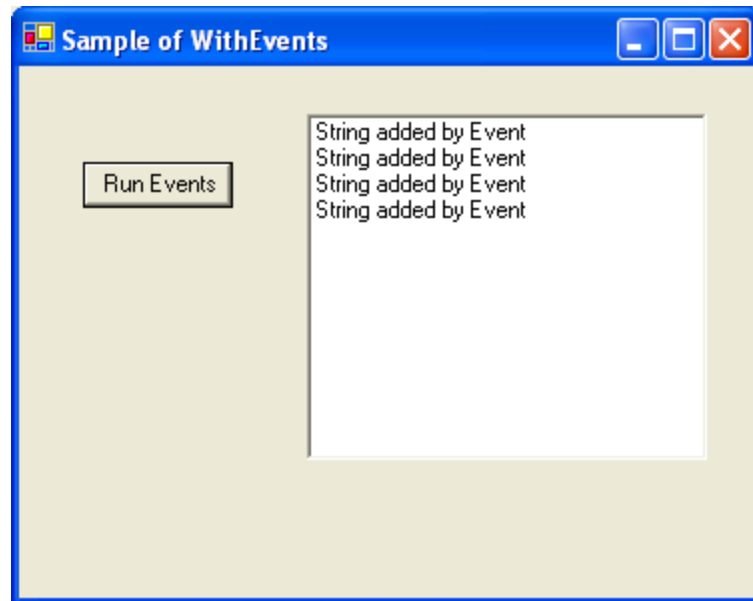 Sample of WithEvents
Run Events
String added by Event
String added by Event
String added by Event
String added by Event